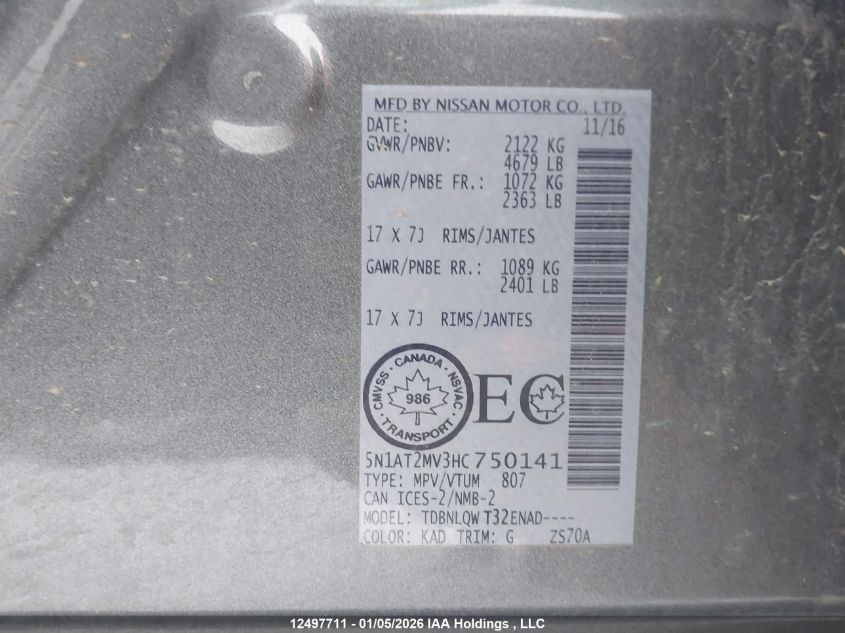 MFD BY NISSAN MOTOR CO., LTD.
DATE: 11/16
GVWR/PNBV: 2122 KG
4679 LB
GAWR/PNBE FR.: 1072 KG
2363 LB
17 X 7J RIMS/JANTES
GAWR/PNBE RR.: 1089 KG
2401 LB
17 X 7J RIMS/JANTES
CMVSS · CANADA · NSVAC
986
TRANSPORT
EC
5N1AT2MV3HC750141
TYPE: MPV/VTUM 807
CAN ICES-2/NMB-2
MODEL: TDBNLQW T32ENAD----
COLOR: KAD TRIM: G ZS70A
12497711 - 01/05/2026 IAA Holdings , LLC